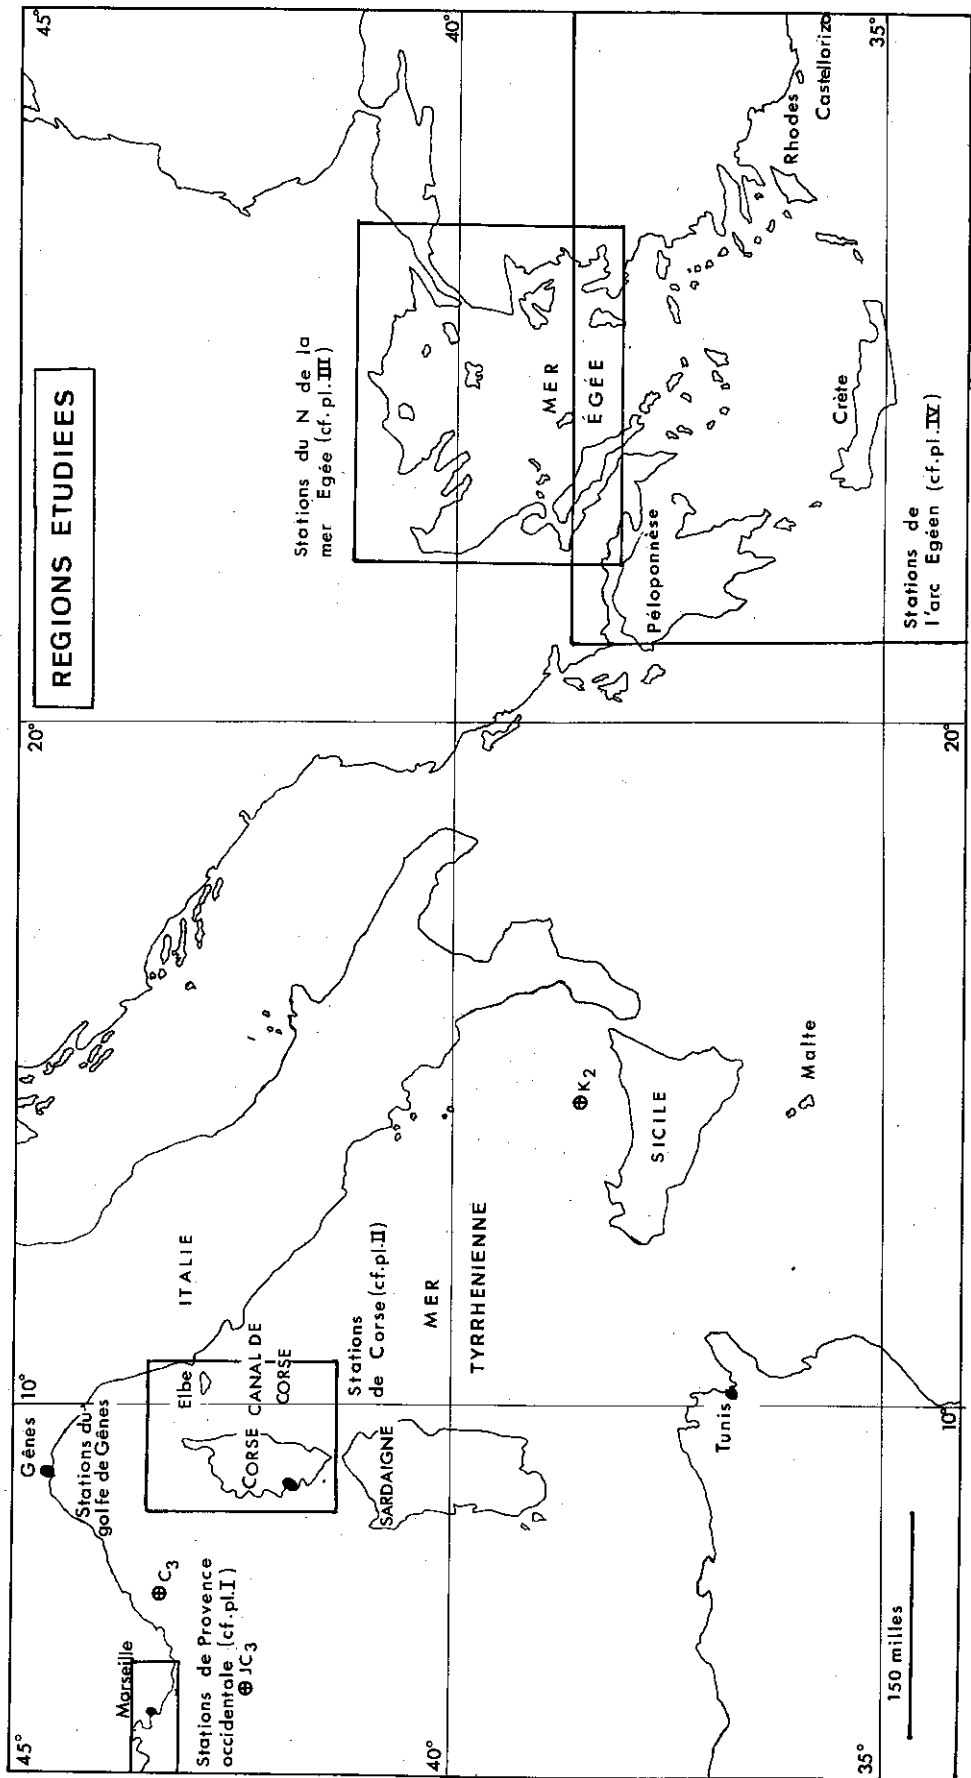 REGIONS ETUDIEES
45°
10°
20°
45°
Gênes
Stations du
golfe de Gênes
Marseille
⊕C3
Stations de Provence
occidentale (cf.pl.I)
⊕JC3
Elbe
CORSE
CANAL DE
CORSE
ITALIE
Stations
de Corse (cf.pl.II)
SARDAIGNE
MER
TYRRHENIENNE
⊕K2
SICILE
Malte
Tunis
Stations du N de la
mer Egée (cf.pl.III)
MER
ÉGÉE
Péloponnèse
Crète
Rhodes
Castellorizo
Stations de
l'arc Egéen (cf.pl.IV)
40°
40°
35°
35°
10°
20°
150 milles